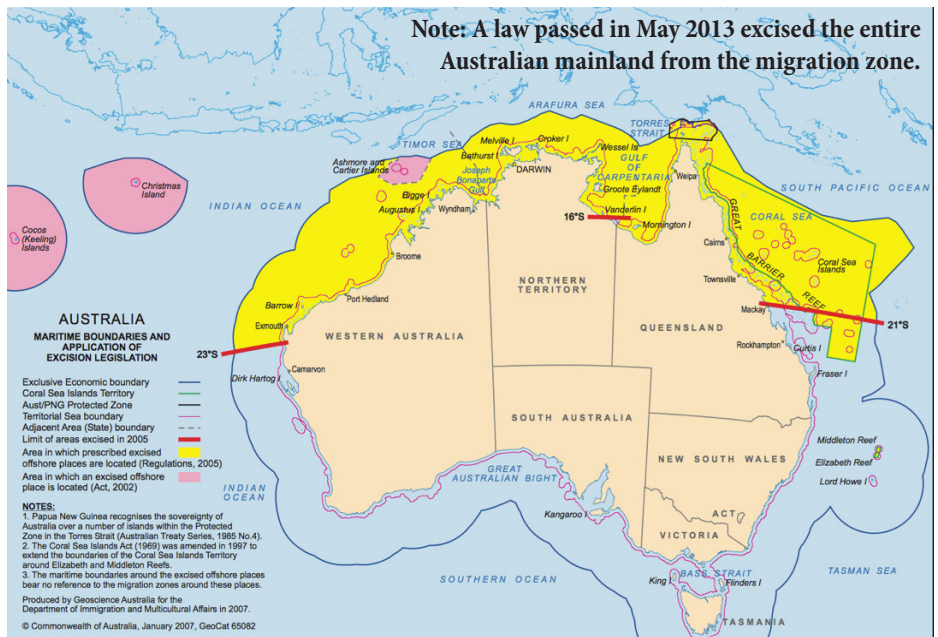 Note: A law passed in May 2013 excised the entire
Australian mainland from the migration zone.
ARAFURA SEA
TORRES
STRAIT
TIMOR SEA
Melville I
Croker I
Wessel Is
Bathurst I
DARWIN
GULF
OF
CARPENTARIA
Ashmore and
Cartier Islands
Joseph
Bonaparte
Gulf
Groote Eylandt
Weipa
SOUTH PACIFIC OCEAN
Christmas
Island
INDIAN OCEAN
Bigge I
Augustus I
Wyndham
Vanderlin I
16°S
Mornington I
GREAT
BARRIER
REEF
CORAL SEA
Cocos
(Keeling)
Islands
Broome
Cairns
Coral Sea
Islands
NORTHERN
TERRITORY
Townsville
Barrow I
Port Hedland
Mackay
21°S
Exmouth
WESTERN AUSTRALIA
QUEENSLAND
Rockhampton
Curtis I
23°S
Carnarvon
Dirk Hartog I
Fraser I
SOUTH AUSTRALIA
NEW SOUTH WALES
Middleton Reef
Elizabeth Reef
Lord Howe I
GREAT
AUSTRALIAN BIGHT
INDIAN
OCEAN
Kangaroo I
ACT
VICTORIA
SOUTHERN OCEAN
King I
BASS STRAIT
Flinders I
TASMAN SEA
TASMANIA
AUSTRALIA
MARITIME BOUNDARIES AND
APPLICATION OF
EXCISION LEGISLATION
Exclusive Economic boundary
Coral Sea Islands Territory
Aust/PNG Protected Zone
Territorial Sea boundary
Adjacent Area (State) boundary
Limit of areas excised in 2005
Area in which prescribed excised
offshore places are located (Regulations, 2005)
Area in which an excised offshore
place is located (Act, 2002)
NOTES:
1. Papua New Guinea recognises the sovereignty of
Australia over a number of islands within the Protected
Zone in the Torres Strait (Australian Treaty Series, 1985 No.4).
2. The Coral Sea Islands Act (1969) was amended in 1997 to
extend the boundaries of the Coral Sea Islands Territory
around Elizabeth and Middleton Reefs.
3. The maritime boundaries around the excised offshore places
bear no reference to the migration zones around these places.
Produced by Geoscience Australia for the
Department of Immigration and Multicultural Affairs in 2007.
© Commonwealth of Australia, January 2007, GeoCat 65082